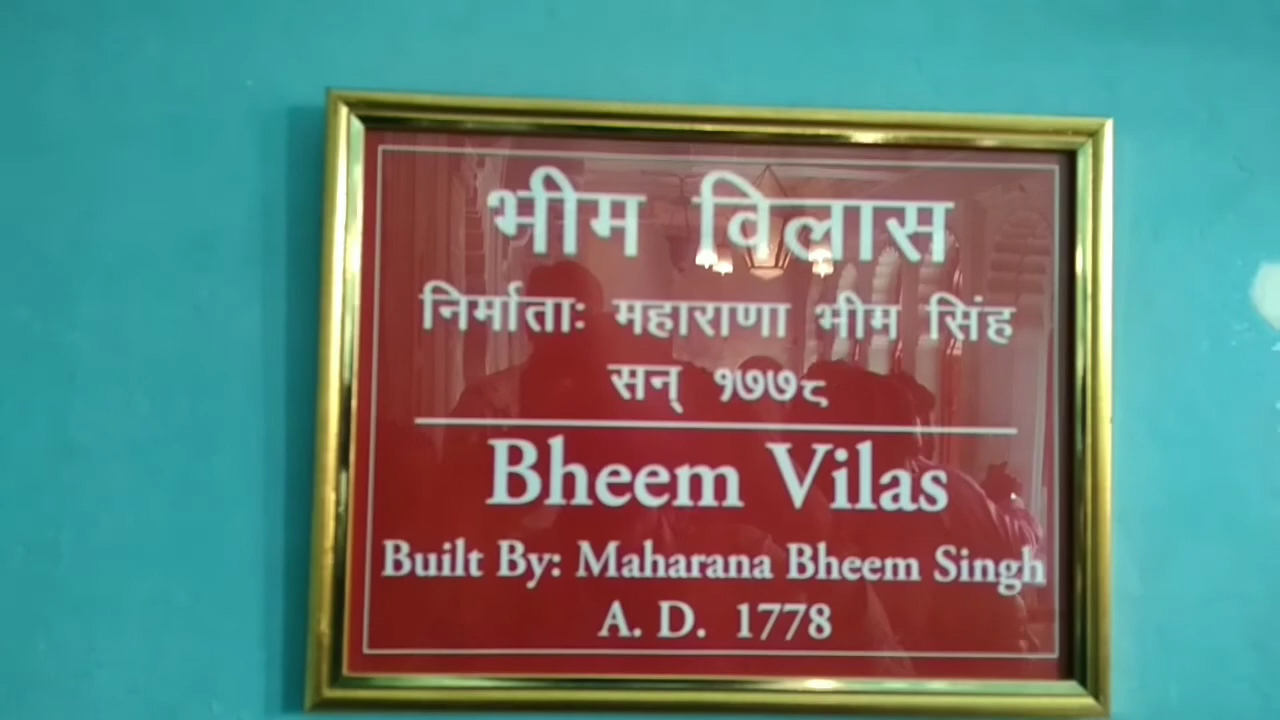 भीम विलास
निर्माताः महाराणा भीम सिंह
सन् १७७८
Bheem Vilas
Built By: Maharana Bheem Singh
A. D. 1778